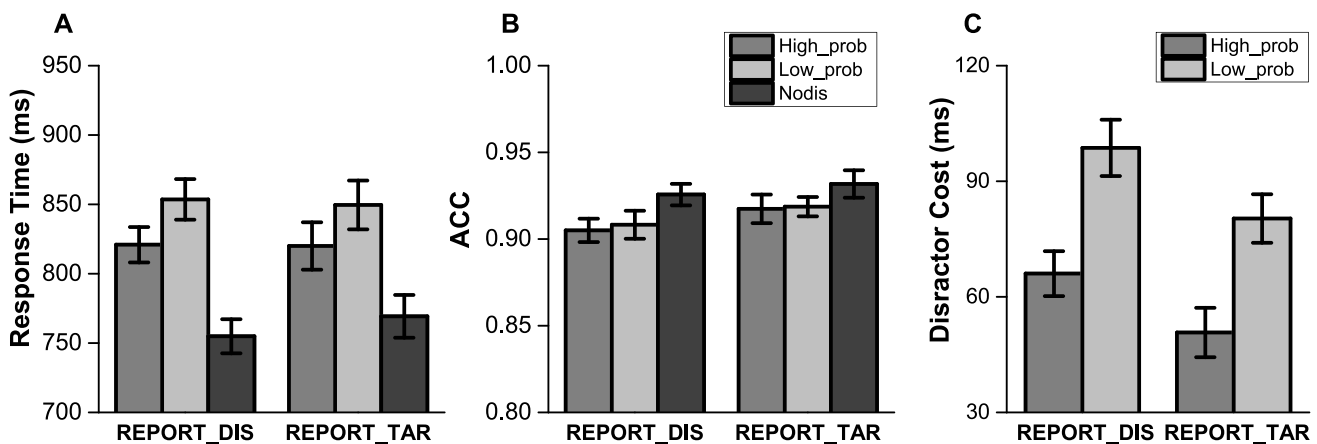 A
Response Time (ms)
950
900
850
800
750
700
REPORT_DIS REPORT_TAR
B
High_prob
Low_prob
Nodis
ACC
1.00
0.95
0.90
0.85
0.80
REPORT_DIS REPORT_TAR
C
High_prob
Low_prob
Disractor Cost (ms)
120
90
60
30
REPORT_DIS REPORT_TAR